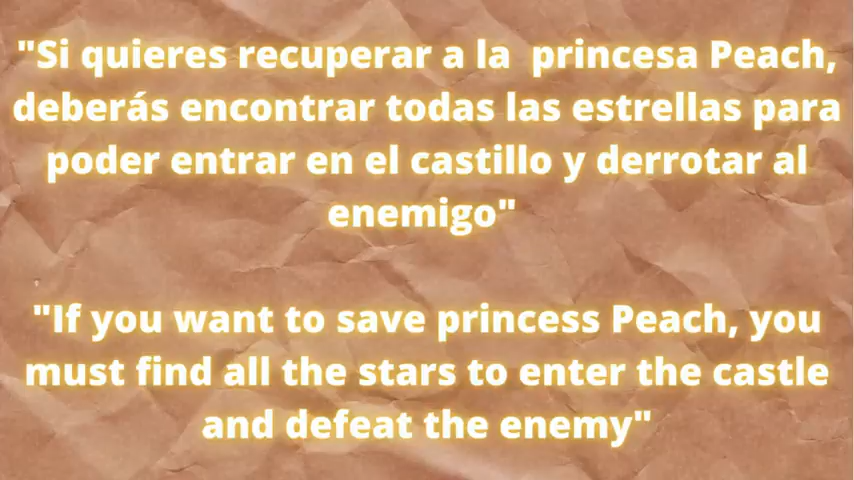 "Si quieres recuperar a la  princesa Peach,
deberás encontrar todas las estrellas para
poder entrar en el castillo y derrotar al
enemigo"
"If you want to save princess Peach, you
must find all the stars to enter the castle
and defeat the enemy"